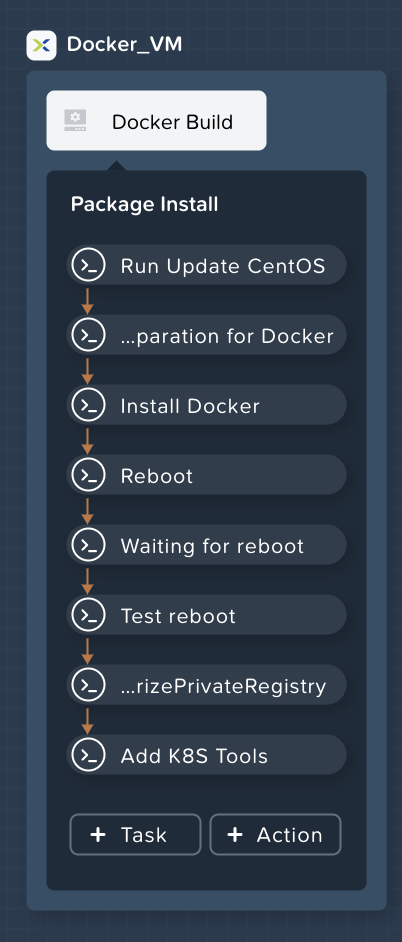 Docker_VM
Docker Build
Package Install
Run Update CentOS
...paration for Docker
Install Docker
Reboot
Waiting for reboot
Test reboot
...rizePrivateRegistry
Add K8S Tools
+ Task
+ Action